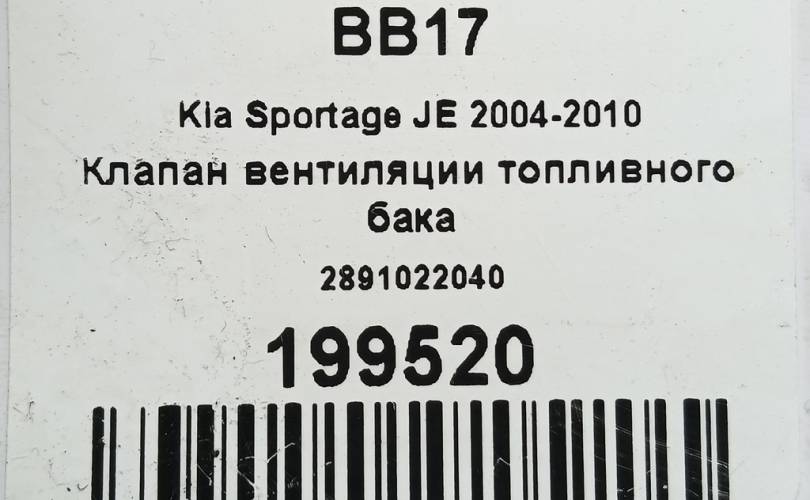 BB17
Kia Sportage JE 2004-2010
Клапан вентиляции топливного
бака
2891022040
199520